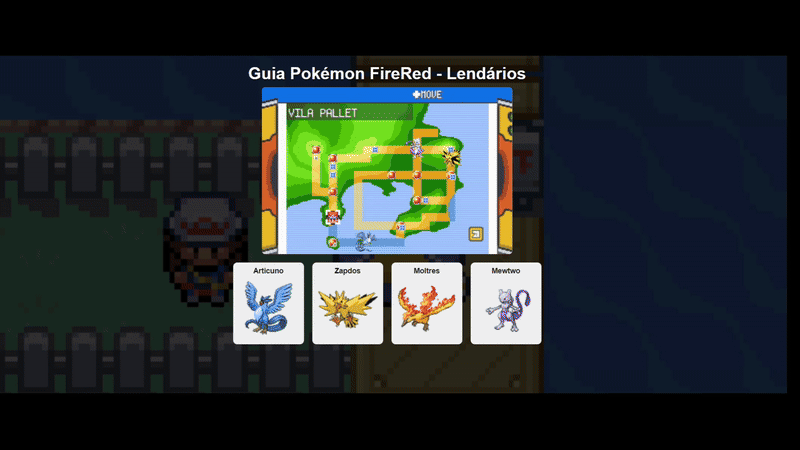 Guia Pokémon FireRed - Lendários
MOVE
VILA PALLET
Articuno
Zapdos
Moltres
Mewtwo